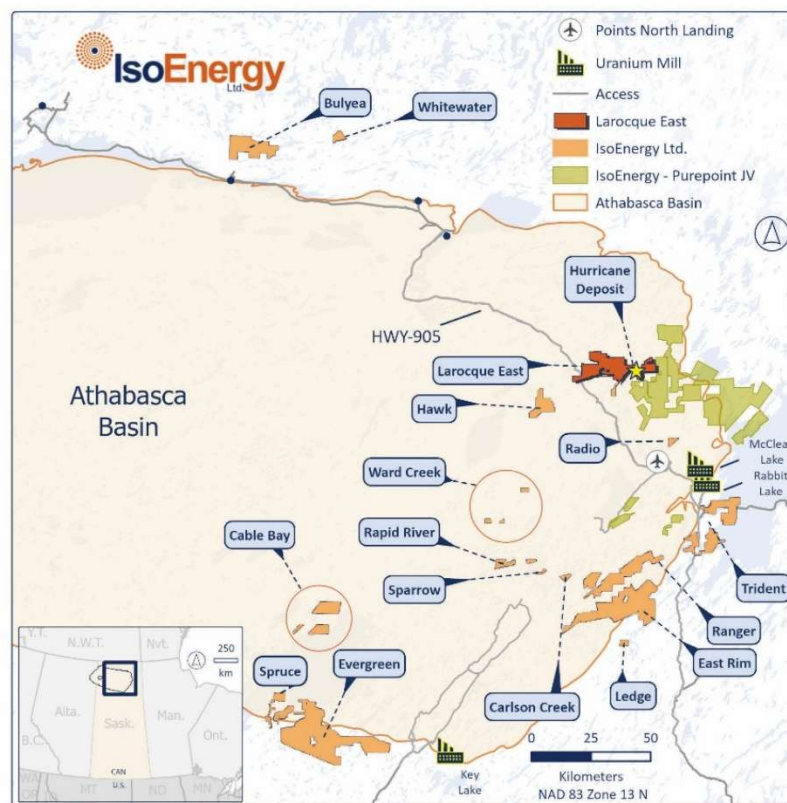 IsoEnergy
Ltd.
Points North Landing
Uranium Mill
Access
Larocque East
IsoEnergy Ltd.
IsoEnergy - Purepoint JV
Athabasca Basin
Bulyea
Whitewater
Hurricane
Deposit
HWY-905
Larocque East
Athabasca
Basin
Hawk
Radio
McClea
Lake
Rabbit
Lake
Ward Creek
Cable Bay
Rapid River
Sparrow
Trident
Ranger
East Rim
Spruce
Evergreen
Carlson Creek
Ledge
Key
Lake
0 25 50
Kilometers
NAD 83 Zone 13 N
Y.T.
N.W.T.
Nvt.
250
km
Alta.
Sask.
Man.
B.C.
Ont.
CAN
U.S.
WA
MT
ND
MN
OR